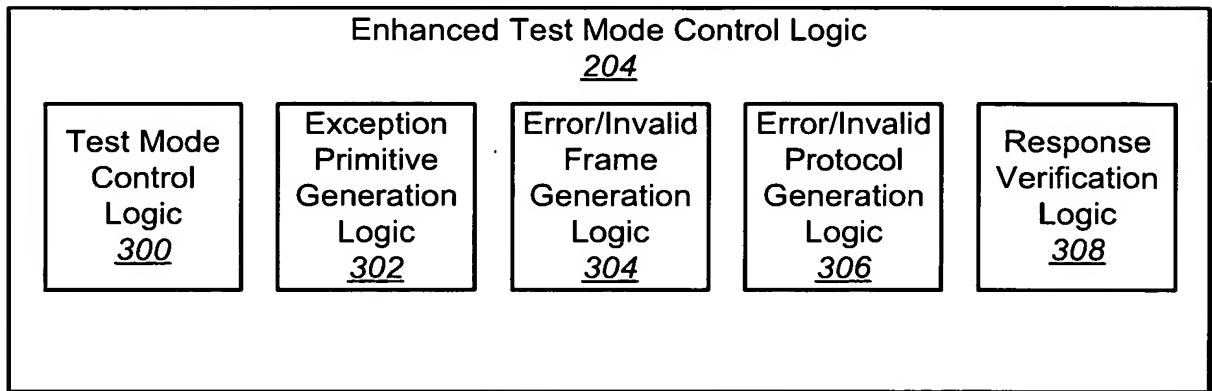 Enhanced Test Mode Control Logic
204
Test Mode
Control
Logic
300
Exception
Primitive
Generation
Logic
302
Error/Invalid
Frame
Generation
Logic
304
Error/Invalid
Protocol
Generation
Logic
306
Response
Verification
Logic
308